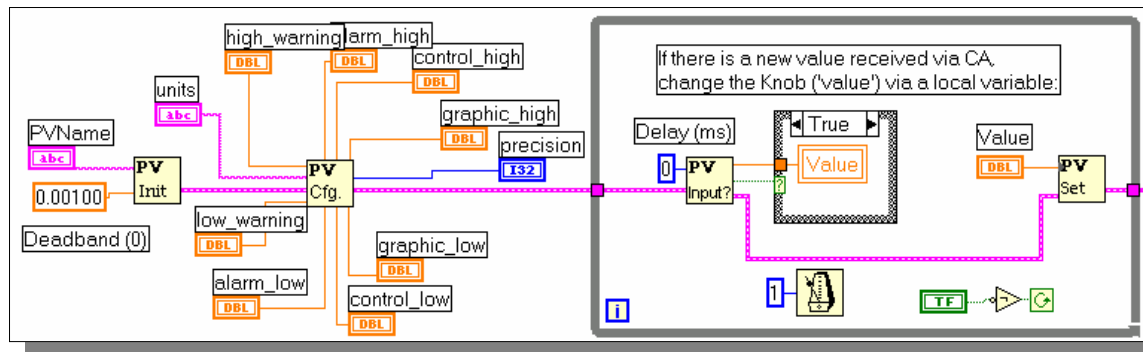 high_warning
larm_high
DBL
DBL
control_high
DBL
units
abc
graphic_high
DBL
PVName
abc
precision
I32
PV
Init
PV
Cfg.
0.00100
Deadband (0)
low_warning
DBL
graphic_low
DBL
alarm_low
DBL
control_low
DBL
If there is a new value received via CA,
change the Knob ('value') via a local variable:
Delay (ms)
0
PV
Input?
True
Value
?
Value
DBL
PV
Set
1
i
TF